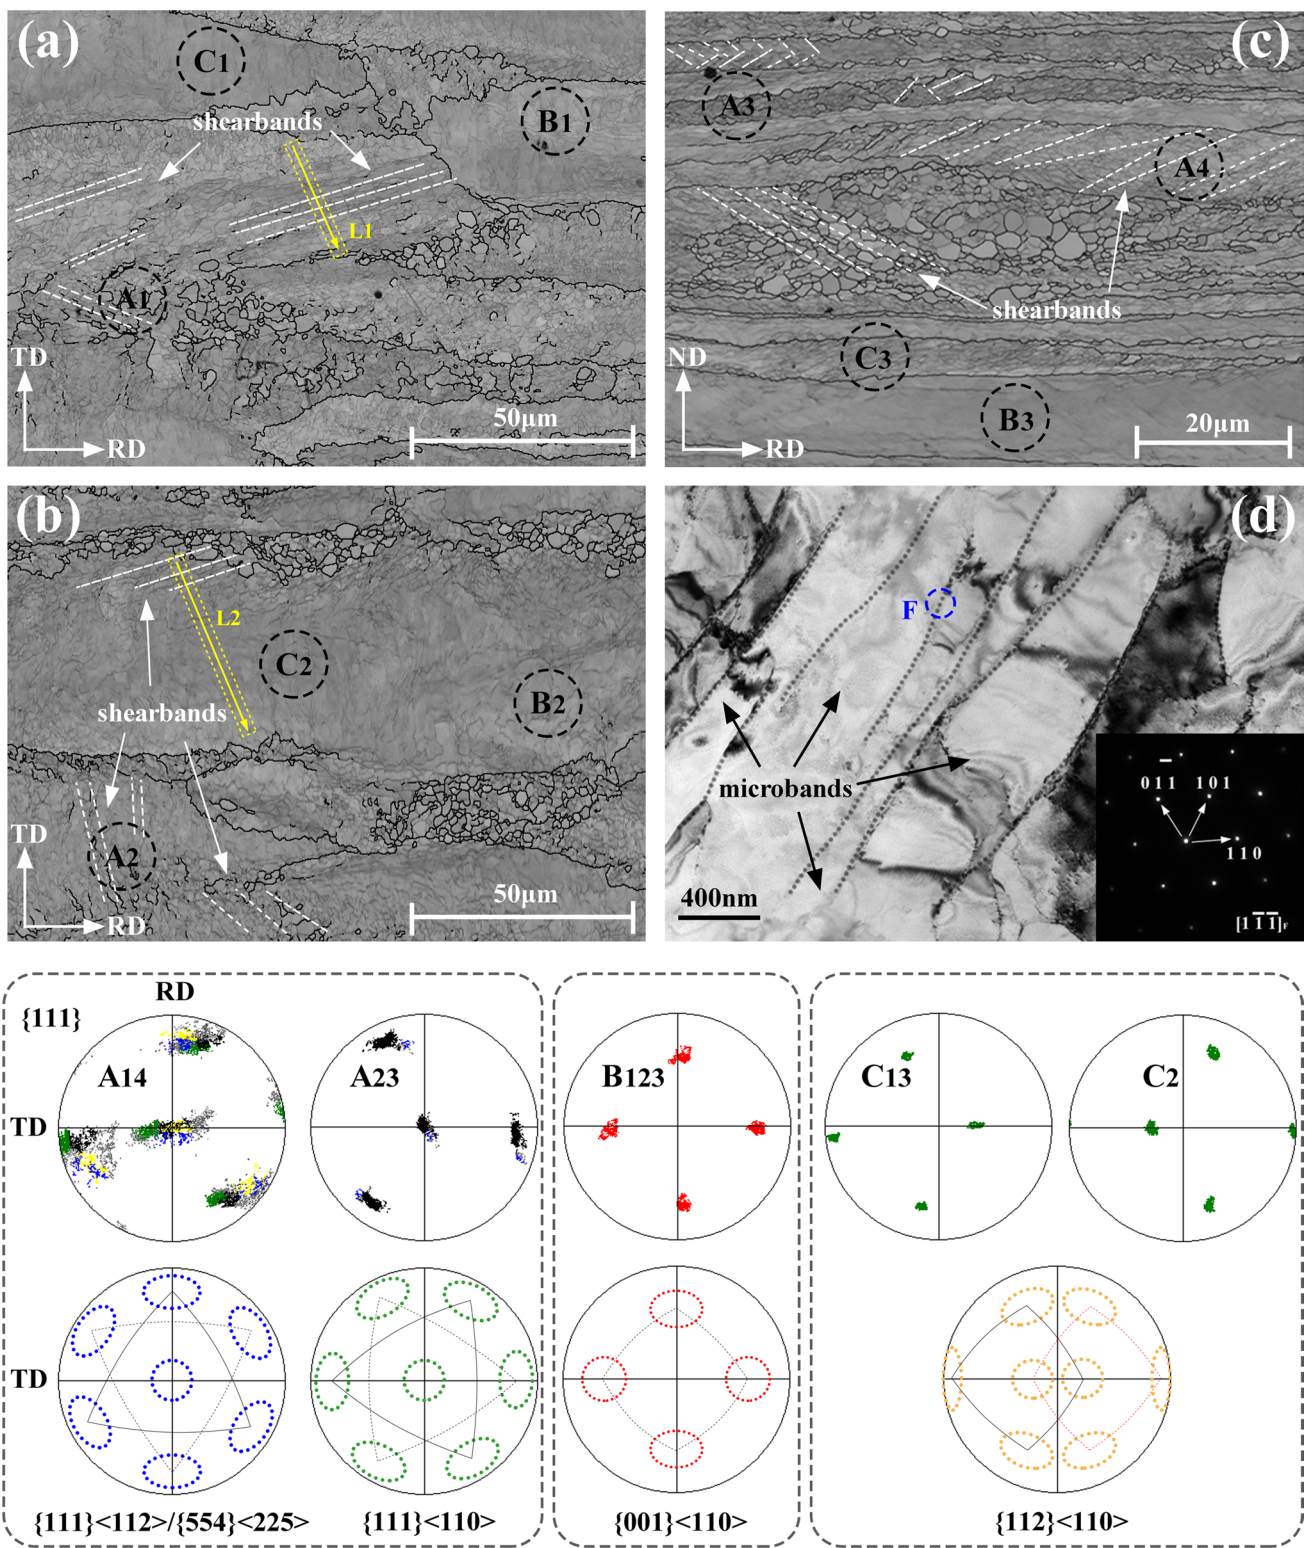 (a)
C1
B1
shearbands
L1
A1
TD
RD
50μm
(c)
A3
A4
shearbands
C3
B3
ND
RD
20μm
(b)
L2
C2
B2
shearbands
A2
TD
RD
50μm
(d)
F
microbands
400nm
0 1̅ 1̅
1 0 1
1 1 0
[1 1̅ 1̅]F
{111}
RD
A14
A23
B123
C13
C2
TD
TD
{111}<112>/{554}<225>
{111}<110>
{001}<110>
{112}<110>